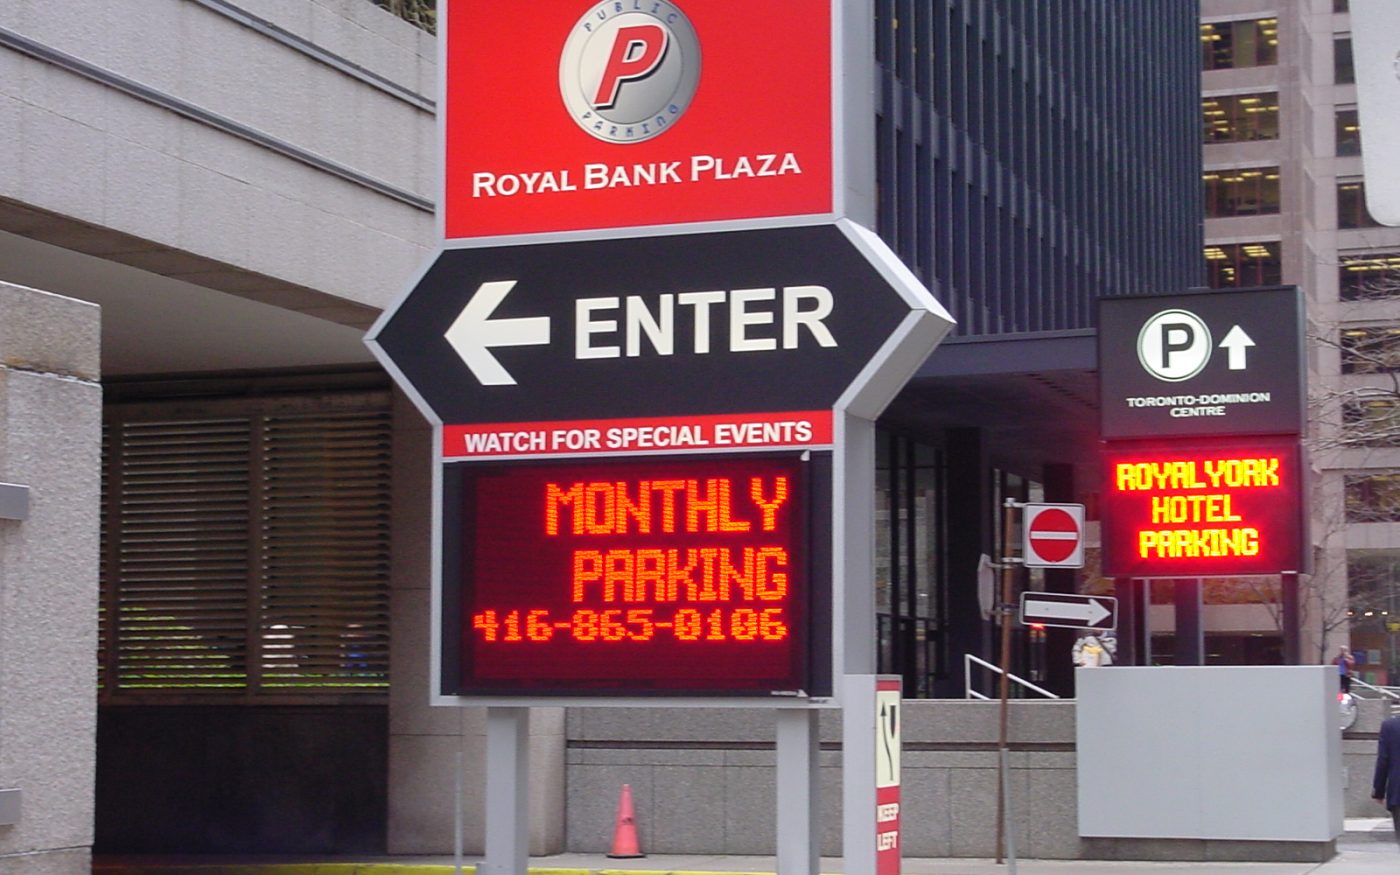 PUBLIC
P
PARKING
ROYAL BANK PLAZA
ENTER
WATCH FOR SPECIAL EVENTS
MONTHLY
PARKING
416-865-0106
KEEP
LEFT
P
TORONTO-DOMINION
CENTRE
ROYALYORK
HOTEL
PARKING